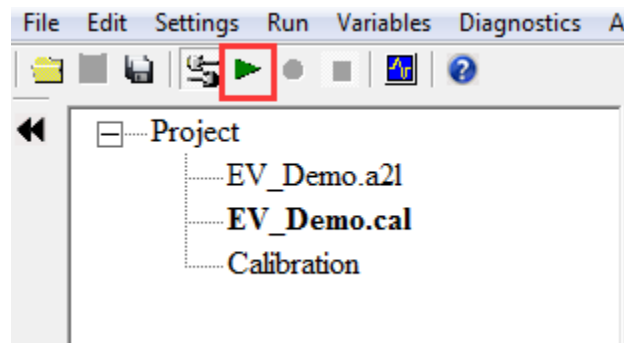 File Edit Settings Run Variables Diagnostics A
Project
EV_Demo.a2l
EV_Demo.cal
Calibration